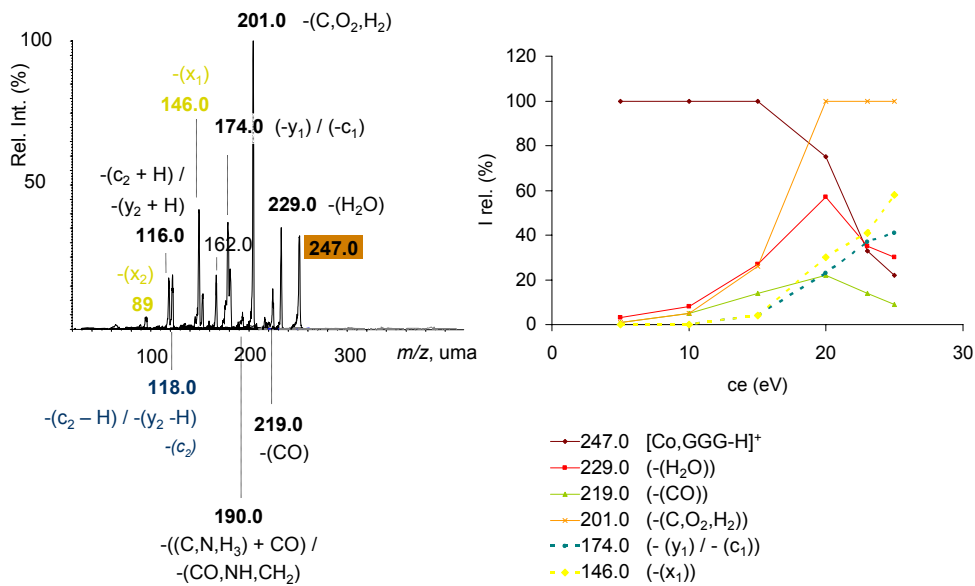 201.0 -(C,O2,H2)
100
Rel. Int. (%)
50
-(x1)
146.0
174.0 (-y1) / (-c1)
-(c2 + H) /
-(y2 + H)
116.0
162.0
229.0 -(H2O)
247.0
-(x2)
89
100
200
300
m/z, uma
118.0
-(c2 – H) / -(y2 -H)
-(c2)
219.0
-(CO)
190.0
-((C,N,H3) + CO) /
-(CO,NH,CH2)
120
100
80
60
40
20
0
I rel. (%)
0
10
20
30
ce (eV)
247.0 [Co,GGG-H]+
229.0 (-(H2O))
219.0 (-(CO))
201.0 (-(C,O2,H2))
174.0 (- (y1) / - (c1))
146.0 (-(x1))